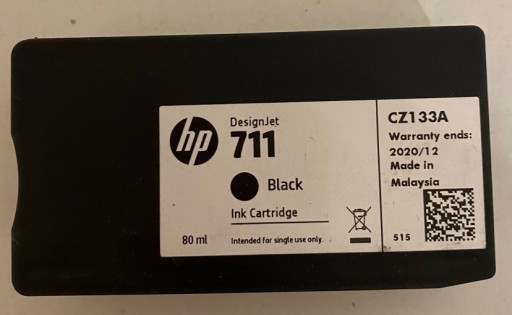 hp
DesignJet
711
Black
Ink Cartridge
80 ml
Intended for single use only.
CZ133A
Warranty ends:
2020/12
Made in
Malaysia
515